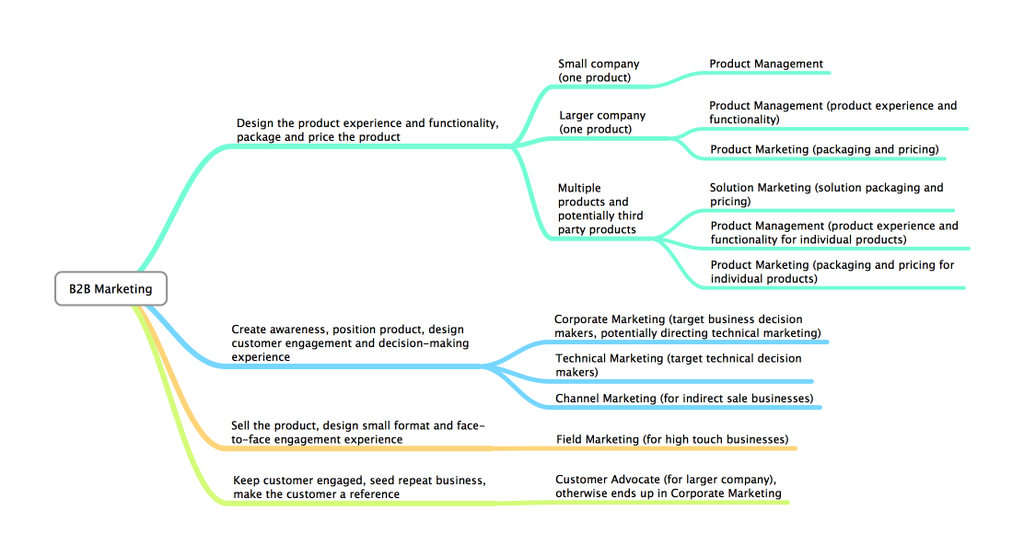 B2B Marketing
Design the product experience and functionality,
package and price the product
Small company
(one product)
Product Management
Larger company
(one product)
Product Management (product experience and
functionality)
Product Marketing (packaging and pricing)
Multiple
products and
potentially third
party products
Solution Marketing (solution packaging and
pricing)
Product Management (product experience and
functionality for individual products)
Product Marketing (packaging and pricing for
individual products)
Create awareness, position product, design
customer engagement and decision-making
experience
Corporate Marketing (target business decision
makers, potentially directing technical marketing)
Technical Marketing (target technical decision
makers)
Channel Marketing (for indirect sale businesses)
Sell the product, design small format and face-
to-face engagement experience
Field Marketing (for high touch businesses)
Keep customer engaged, seed repeat business,
make the customer a reference
Customer Advocate (for larger company),
otherwise ends up in Corporate Marketing